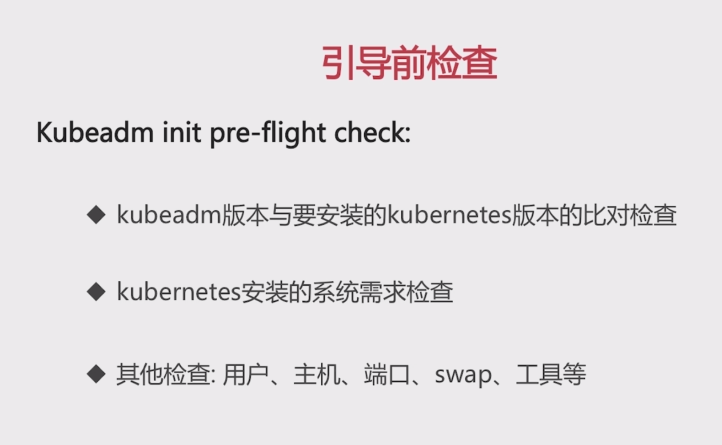 引导前检查
Kubeadm init pre-flight check:
◆ kubeadm版本与要安装的kubernetes版本的比对检查
◆ kubernetes安装的系统需求检查
◆ 其他检查: 用户、主机、端口、swap、工具等